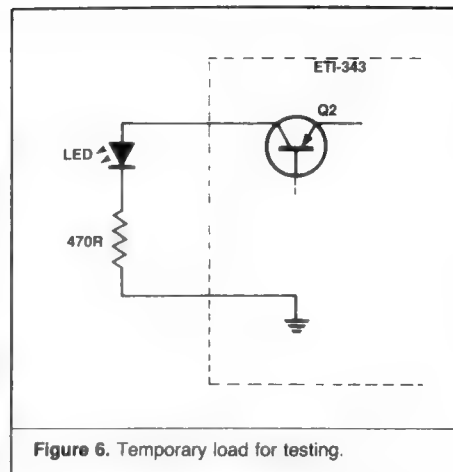 ETI-343
Q2
LED
470R
Figure 6. Temporary load for testing.